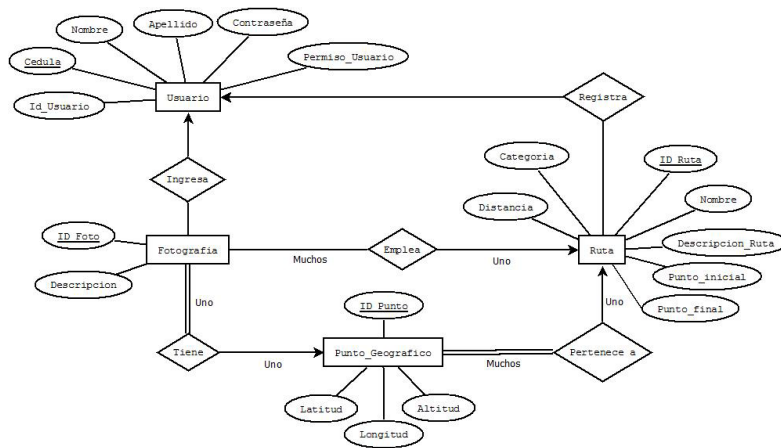 Nombre
Apellido
Contraseña
Cedula
Permiso_Usuario
Id_Usuario
Usuario
Registra
Ingresa
Categoria
ID_Ruta
Distancia
Nombre
ID_Foto
Fotografia
Muchos
Emplea
Uno
Ruta
Descripcion_Ruta
Descripcion
Punto_inicial
Uno
ID_Punto
Uno
Punto_final
Tiene
Uno
Punto_Geografico
Muchos
Pertenece a
Latitud
Altitud
Longitud